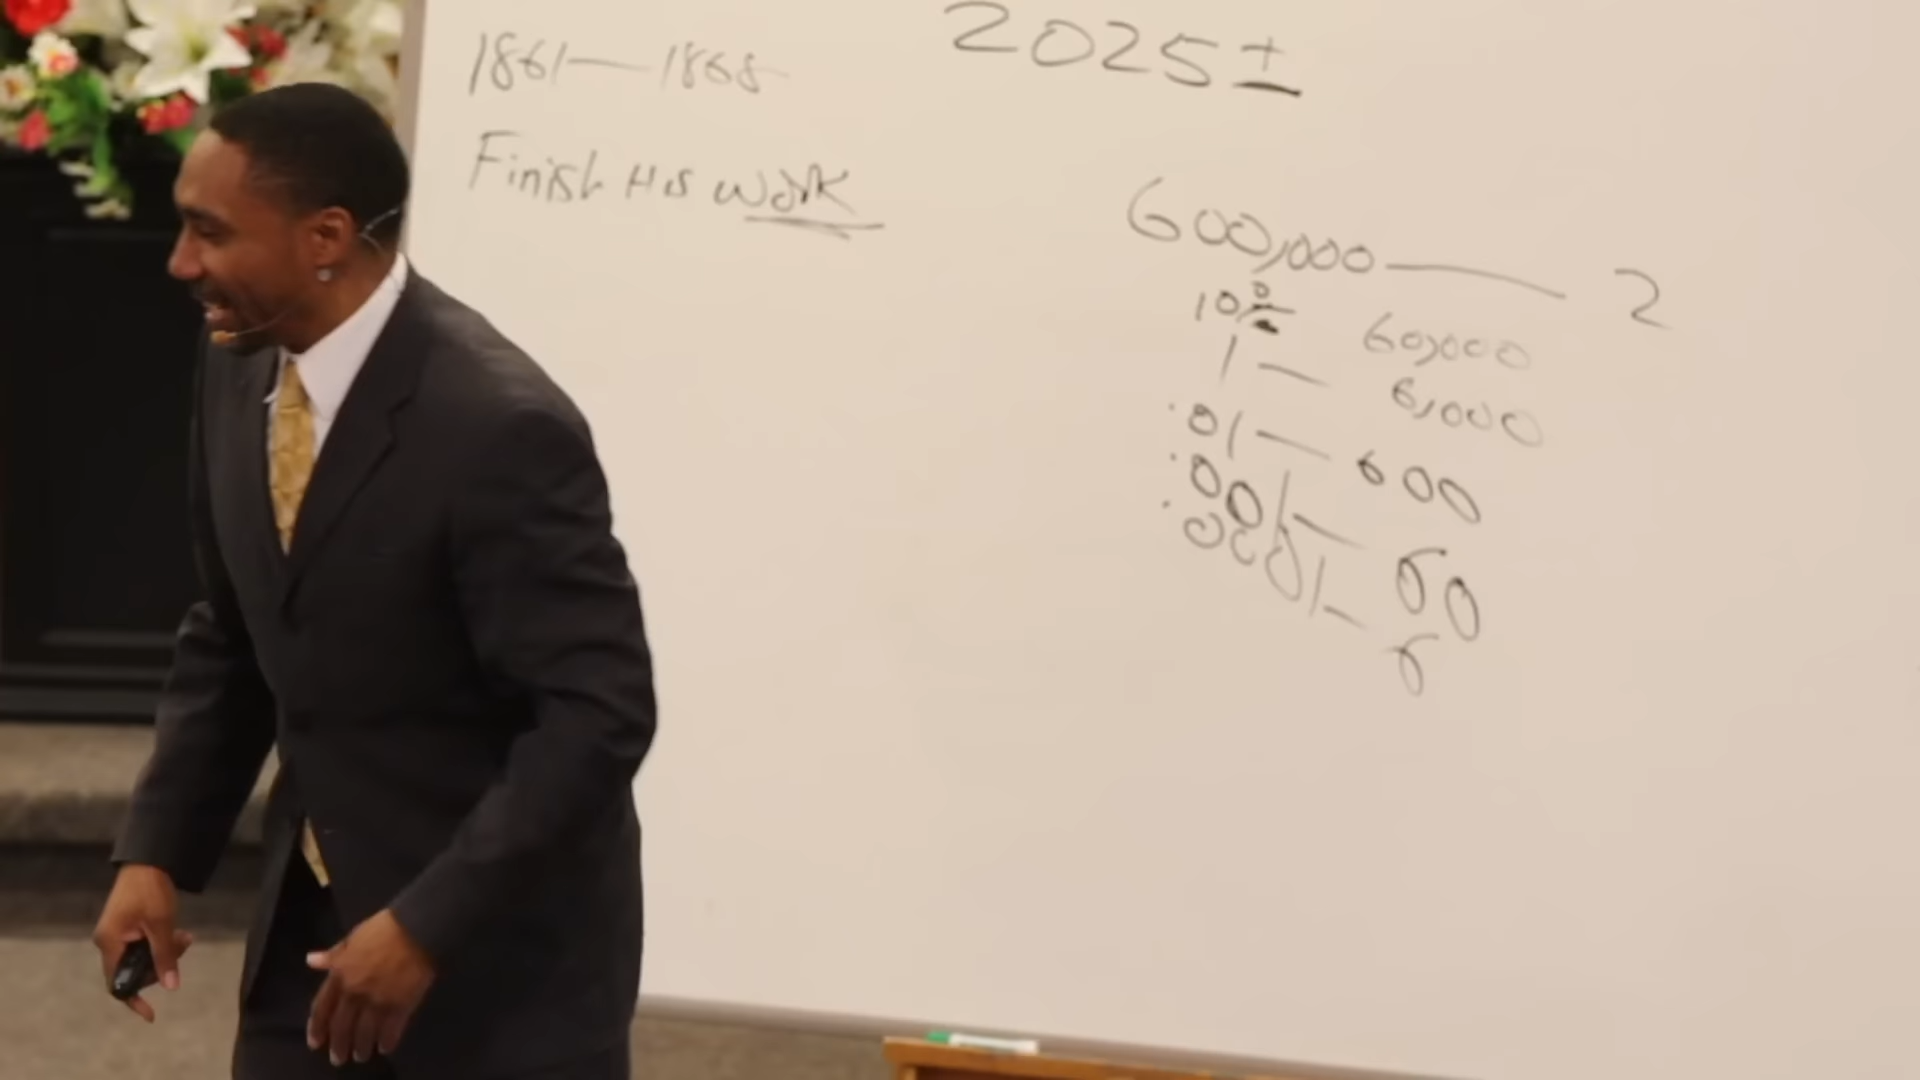 1861—1865
2025±
Finish His work
600,000 — 2
10% 60,000
1 — 6,000
.01 — 600
.001 — 60
.0001 — 6